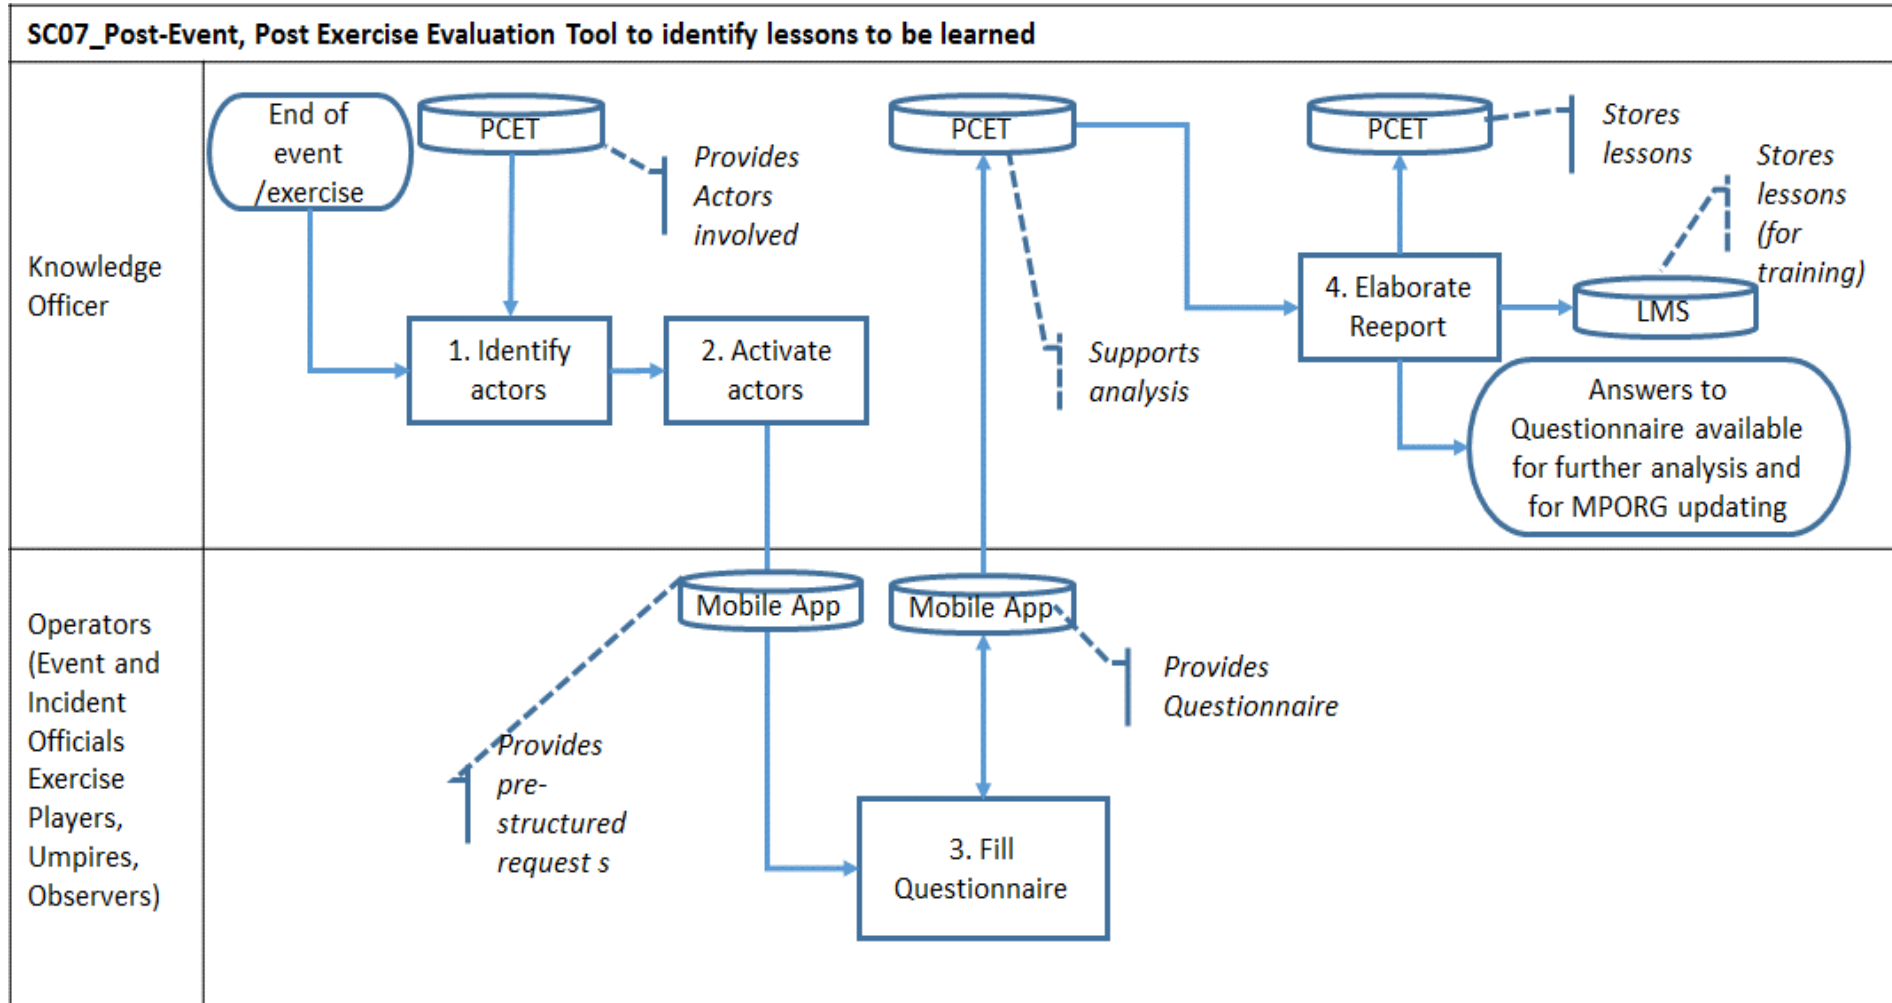 SC07_Post-Event, Post Exercise Evaluation Tool to identify lessons to be learned
Knowledge
Officer
End of
event
/exercise
PCET
Provides
Actors
involved
1. Identify
actors
2. Activate
actors
PCET
Supports
analysis
PCET
Stores
lessons
Stores
lessons
(for
training)
4. Elaborate
Reeport
LMS
Answers to
Questionnaire available
for further analysis and
for MPORG updating
Operators
(Event and
Incident
Officials
Exercise
Players,
Umpires,
Observers)
Mobile App
Provides
pre-
structured
request s
Mobile App
Provides
Questionnaire
3. Fill
Questionnaire